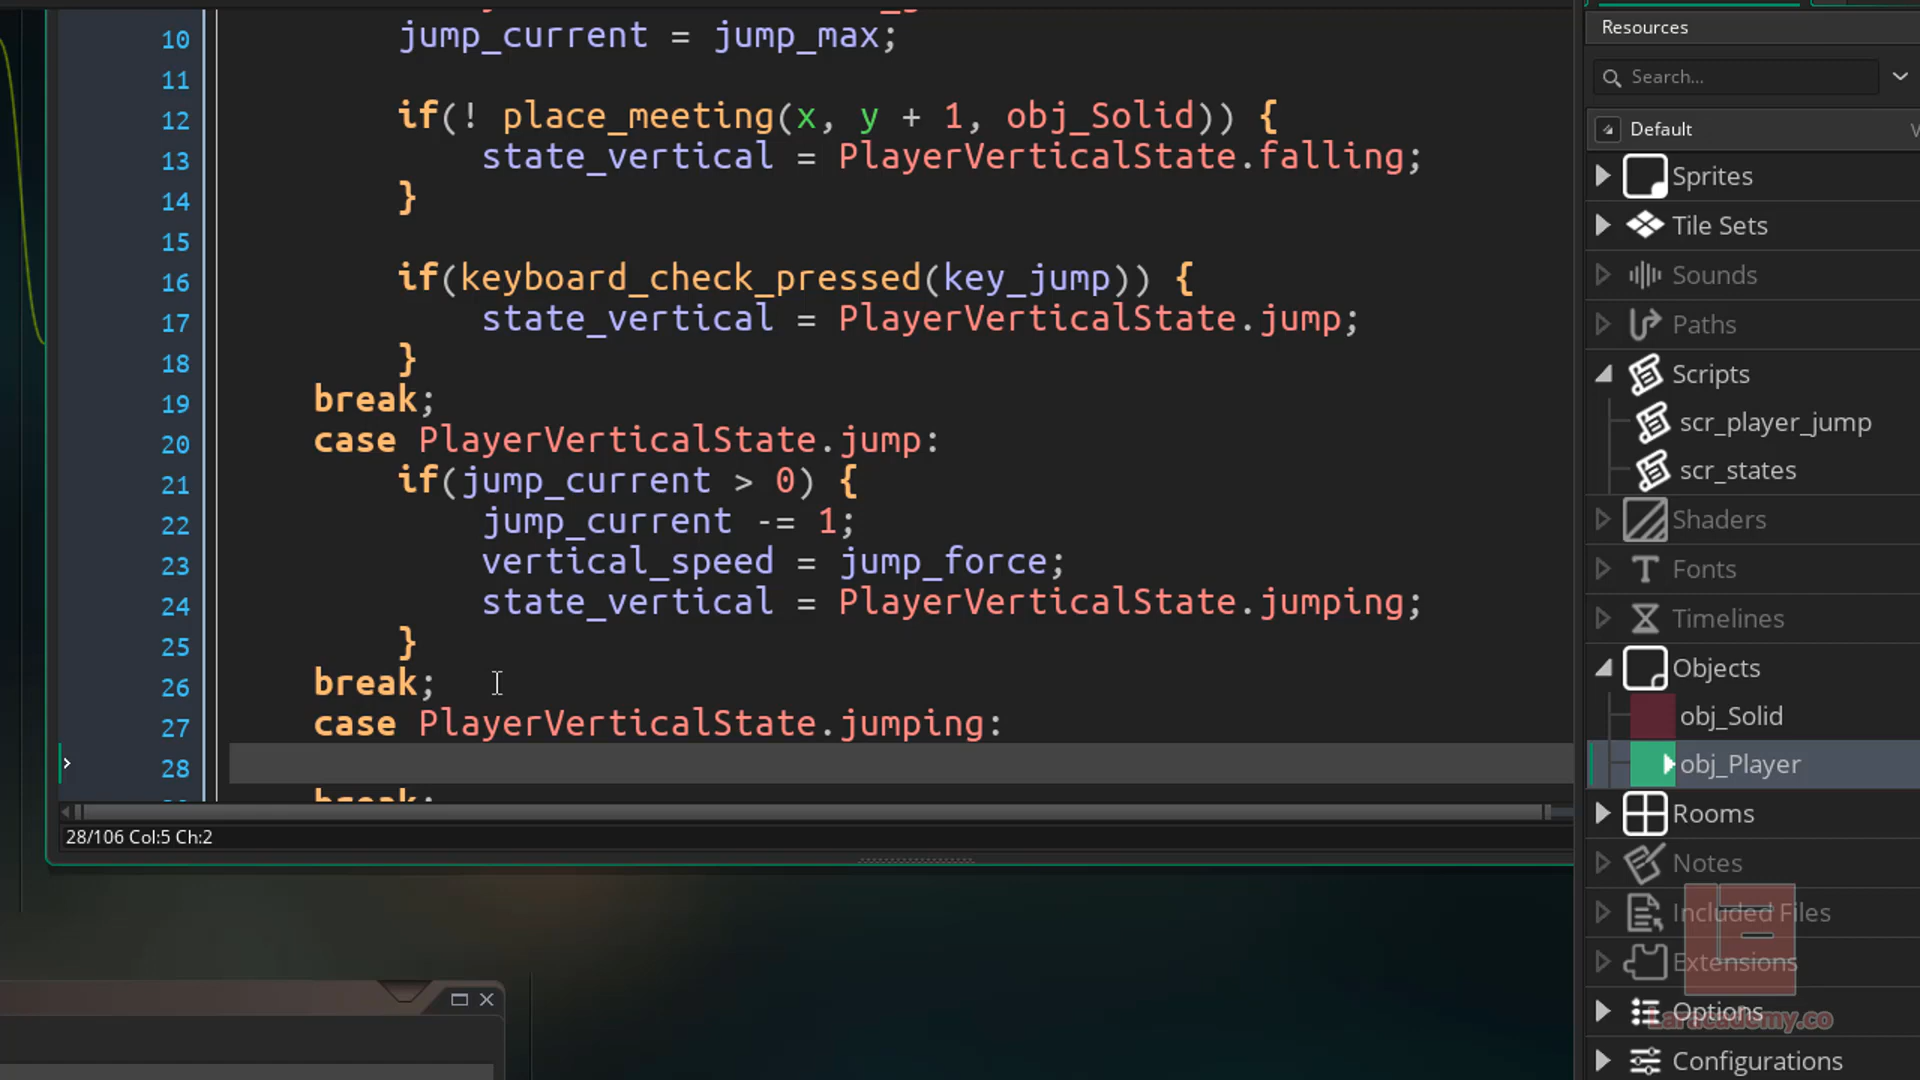 10 jump_current = jump_max;
11
12 if(! place_meeting(x, y + 1, obj_Solid)) {
13 state_vertical = PlayerVerticalState.falling;
14 }
15
16 if(keyboard_check_pressed(key_jump)) {
17 state_vertical = PlayerVerticalState.jump;
18 }
19 break;
20 case PlayerVerticalState.jump:
21 if(jump_current > 0) {
22 jump_current -= 1;
23 vertical_speed = jump_force;
24 state_vertical = PlayerVerticalState.jumping;
25 }
26 break;
27 case PlayerVerticalState.jumping:
28
break;
28/106 Col:5 Ch:2
Resources
Search...
Default
Sprites
Tile Sets
Sounds
Paths
Scripts
scr_player_jump
scr_states
Shaders
Fonts
Timelines
Objects
obj_Solid
obj_Player
Rooms
Notes
Included Files
Extensions
Options
Laracademy.co
Configurations